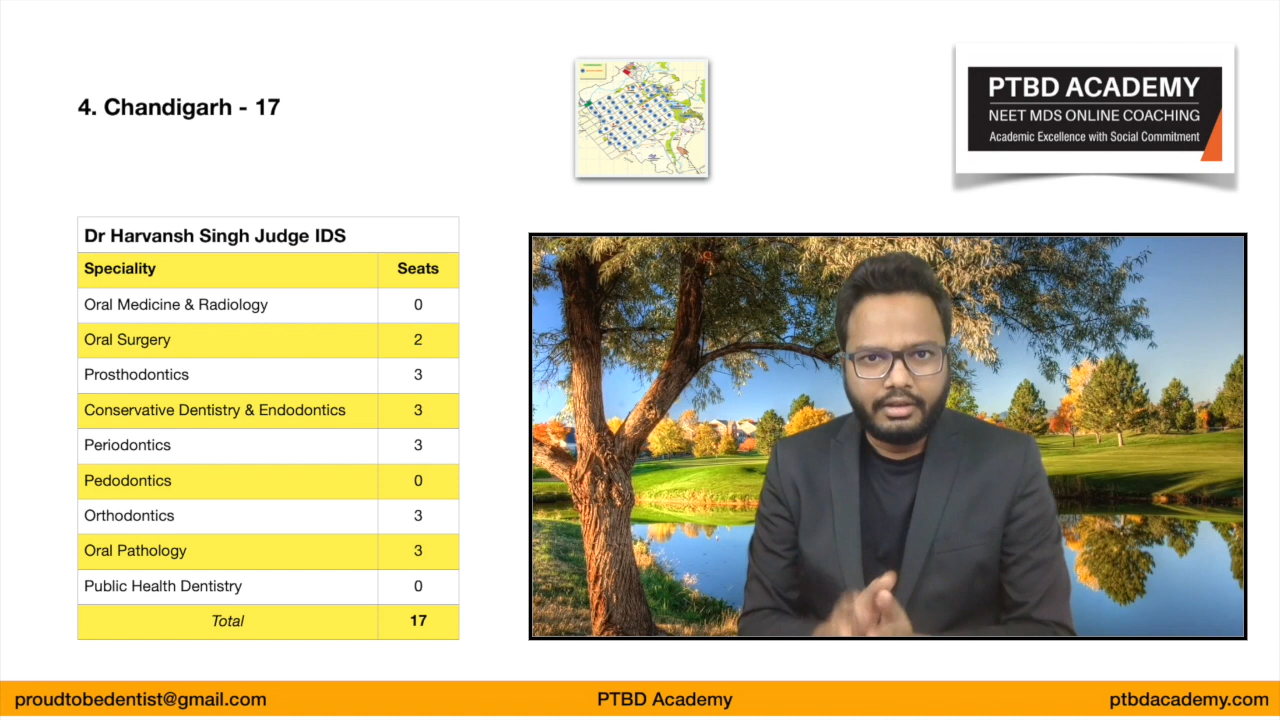 4. Chandigarh - 17
PTBD ACADEMY
NEET MDS ONLINE COACHING
Academic Excellence with Social Commitment
Dr Harvansh Singh Judge IDS
Speciality Seats
Oral Medicine & Radiology 0
Oral Surgery 2
Prosthodontics 3
Conservative Dentistry & Endodontics 3
Periodontics 3
Pedodontics 0
Orthodontics 3
Oral Pathology 3
Public Health Dentistry 0
Total 17
proudtobedentist@gmail.com PTBD Academy ptbdacademy.com